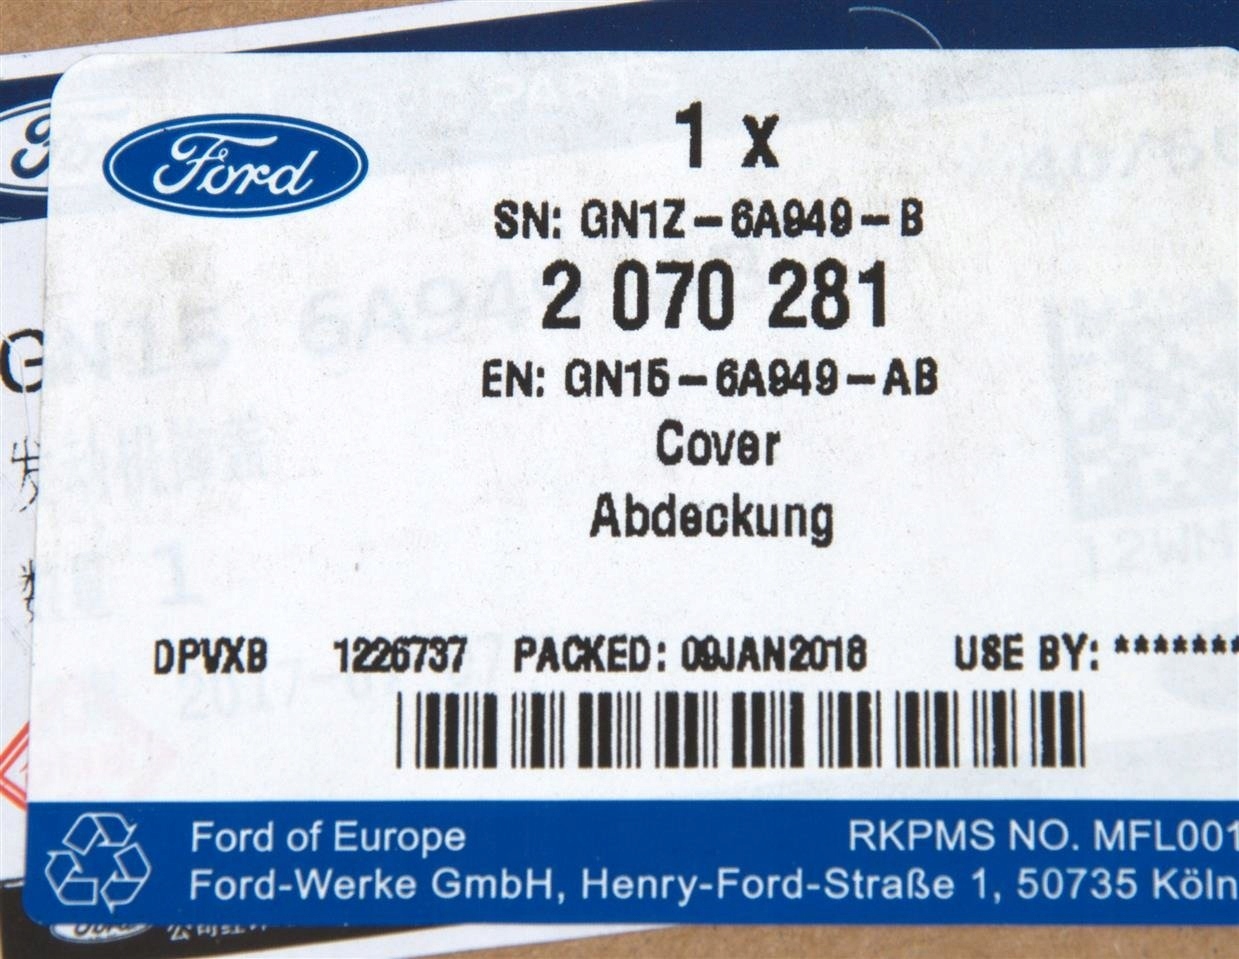 Ford
1 x
SN: GN1Z-6A949-B
2 070 281
EN: GN15-6A949-AB
Cover
Abdeckung
DPVXB 1226737 PACKED: 09JAN2018 USE BY: *******
Ford of Europe RKPMS NO. MFL001
Ford-Werke GmbH, Henry-Ford-Straße 1, 50735 Köln
Ford